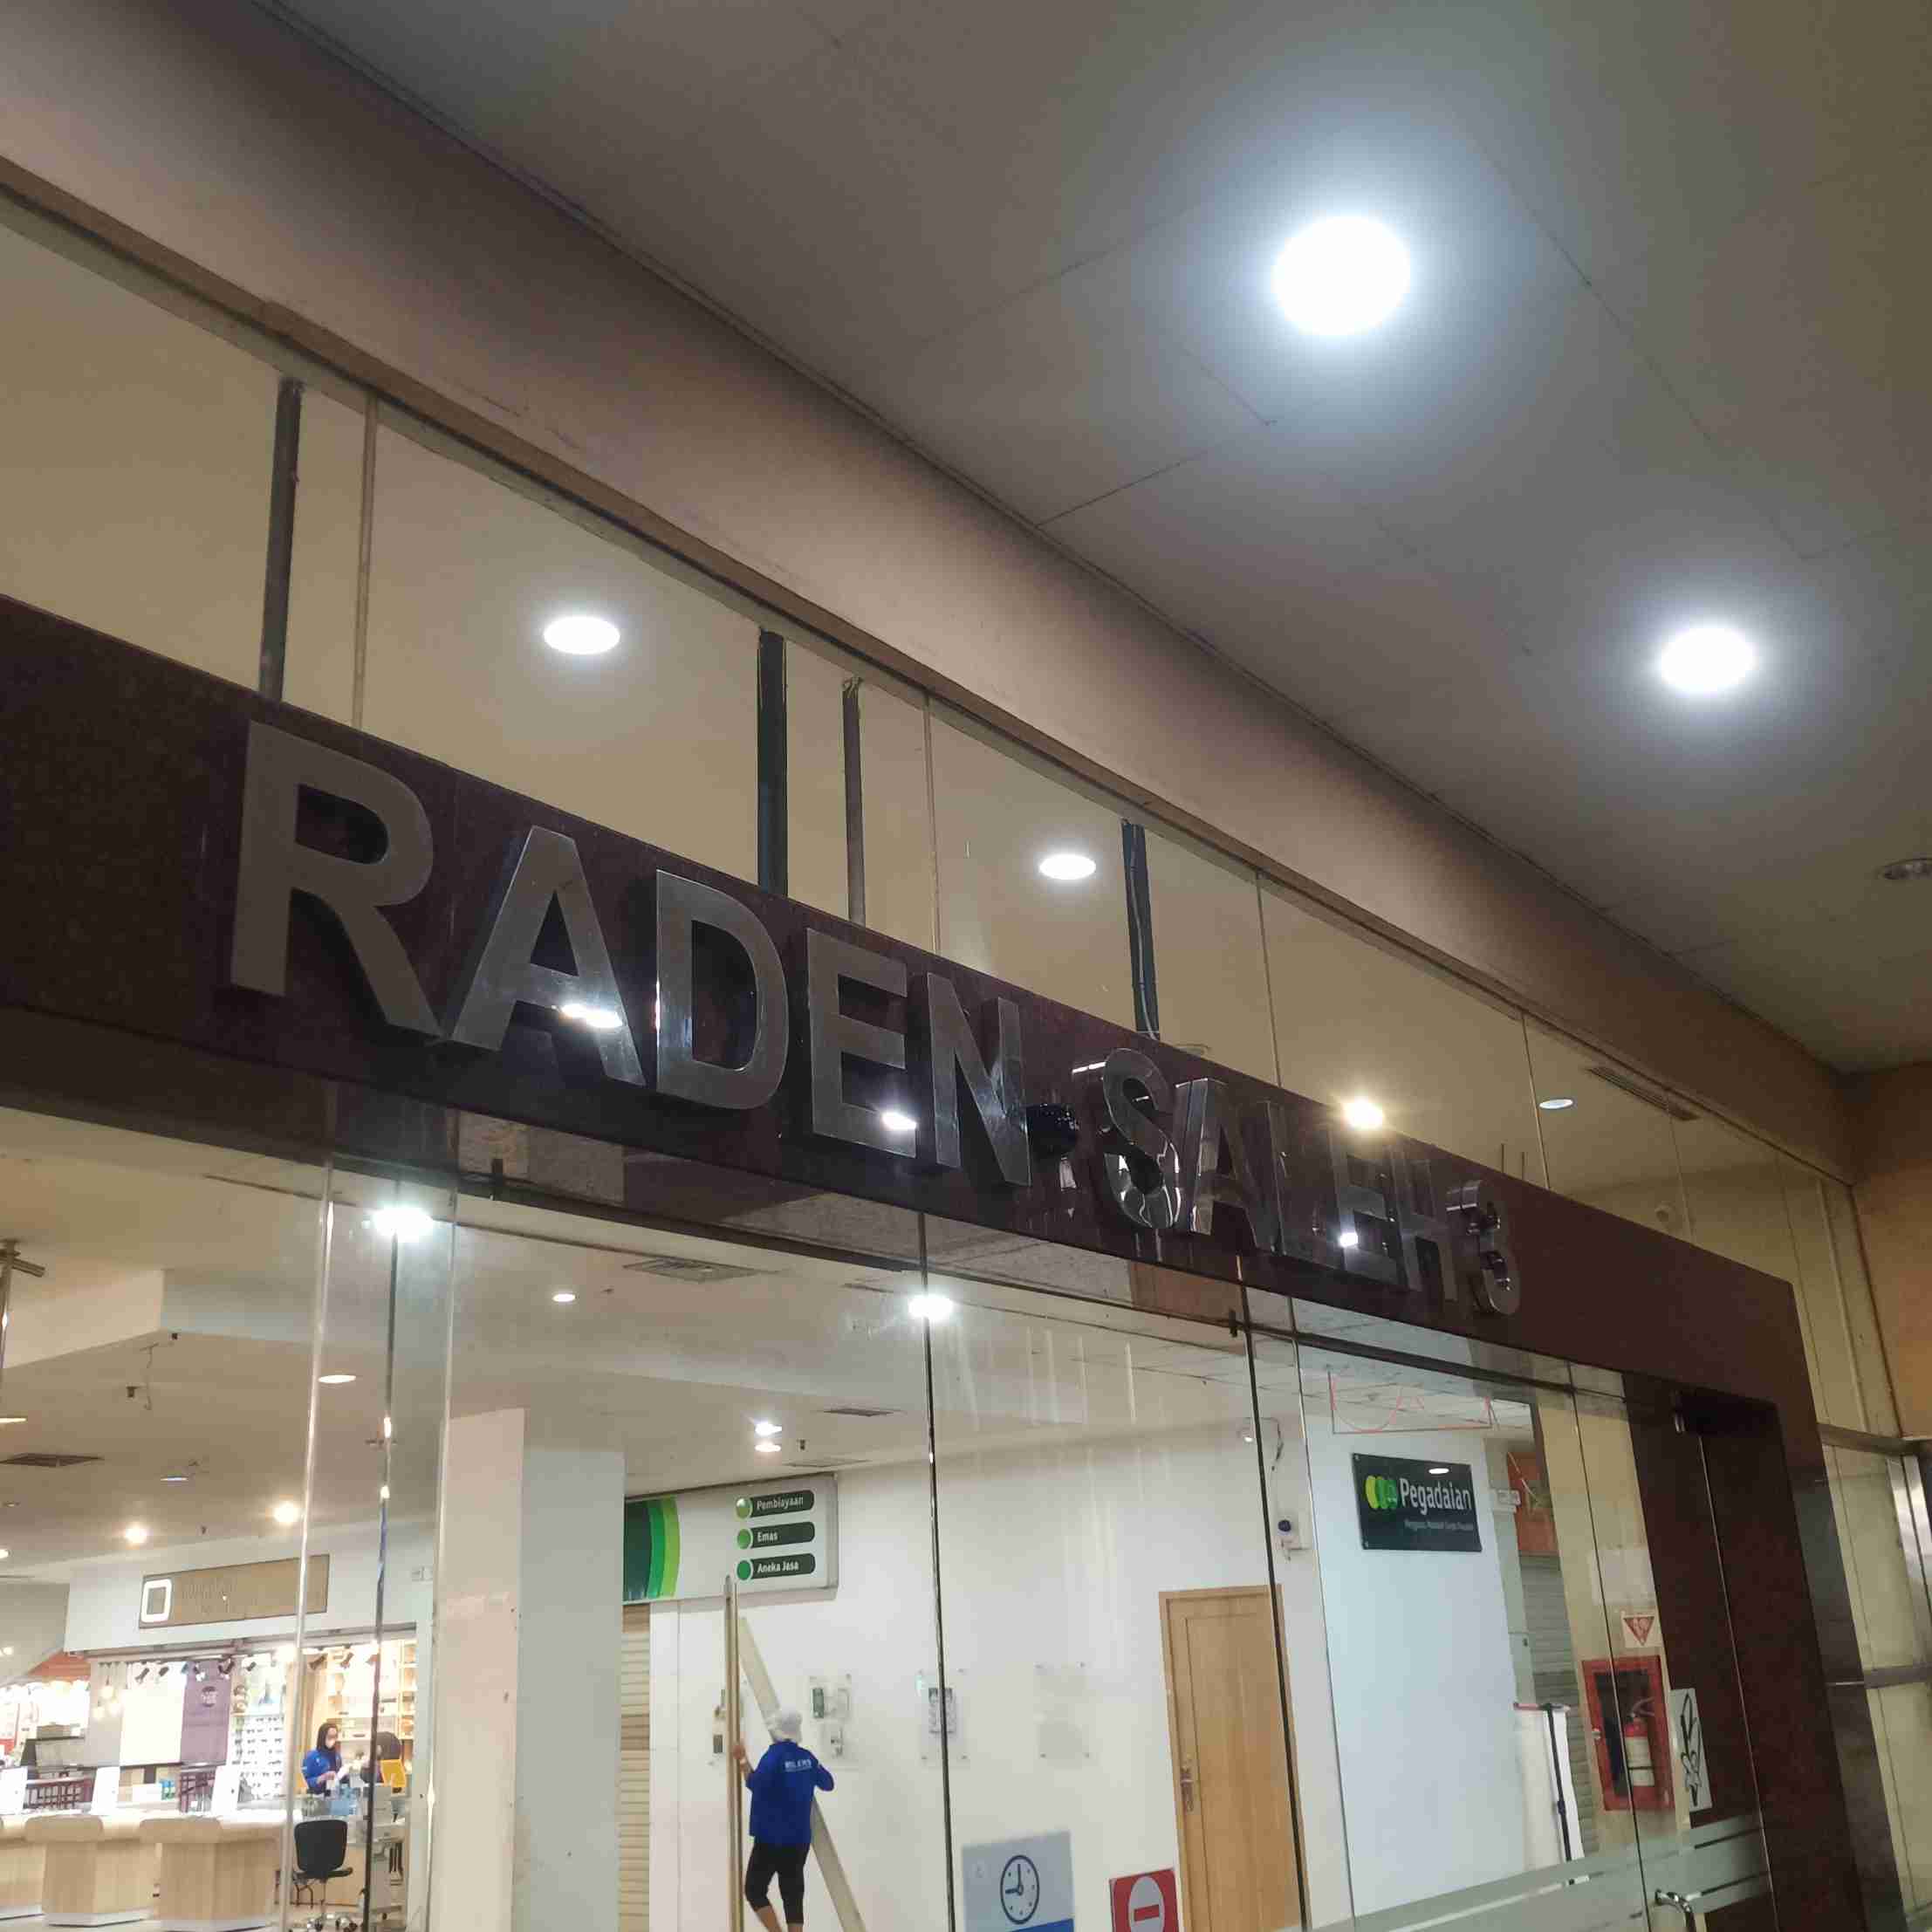 RADEN SALEH 3
Pembiayaan
Emas
Aneka Jasa
Pegadaian